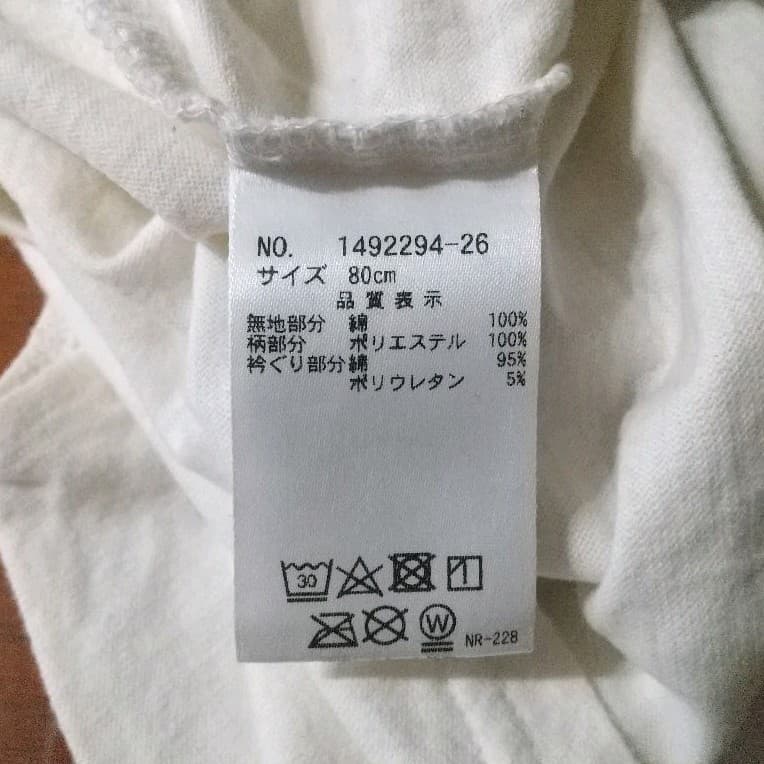 NO. 1492294-26
サイズ 80cm
品質表示
無地部分 綿 100%
柄部分 ポリエステル 100%
衿ぐり部分綿 95%
ポリウレタン 5%
30
W NR-228